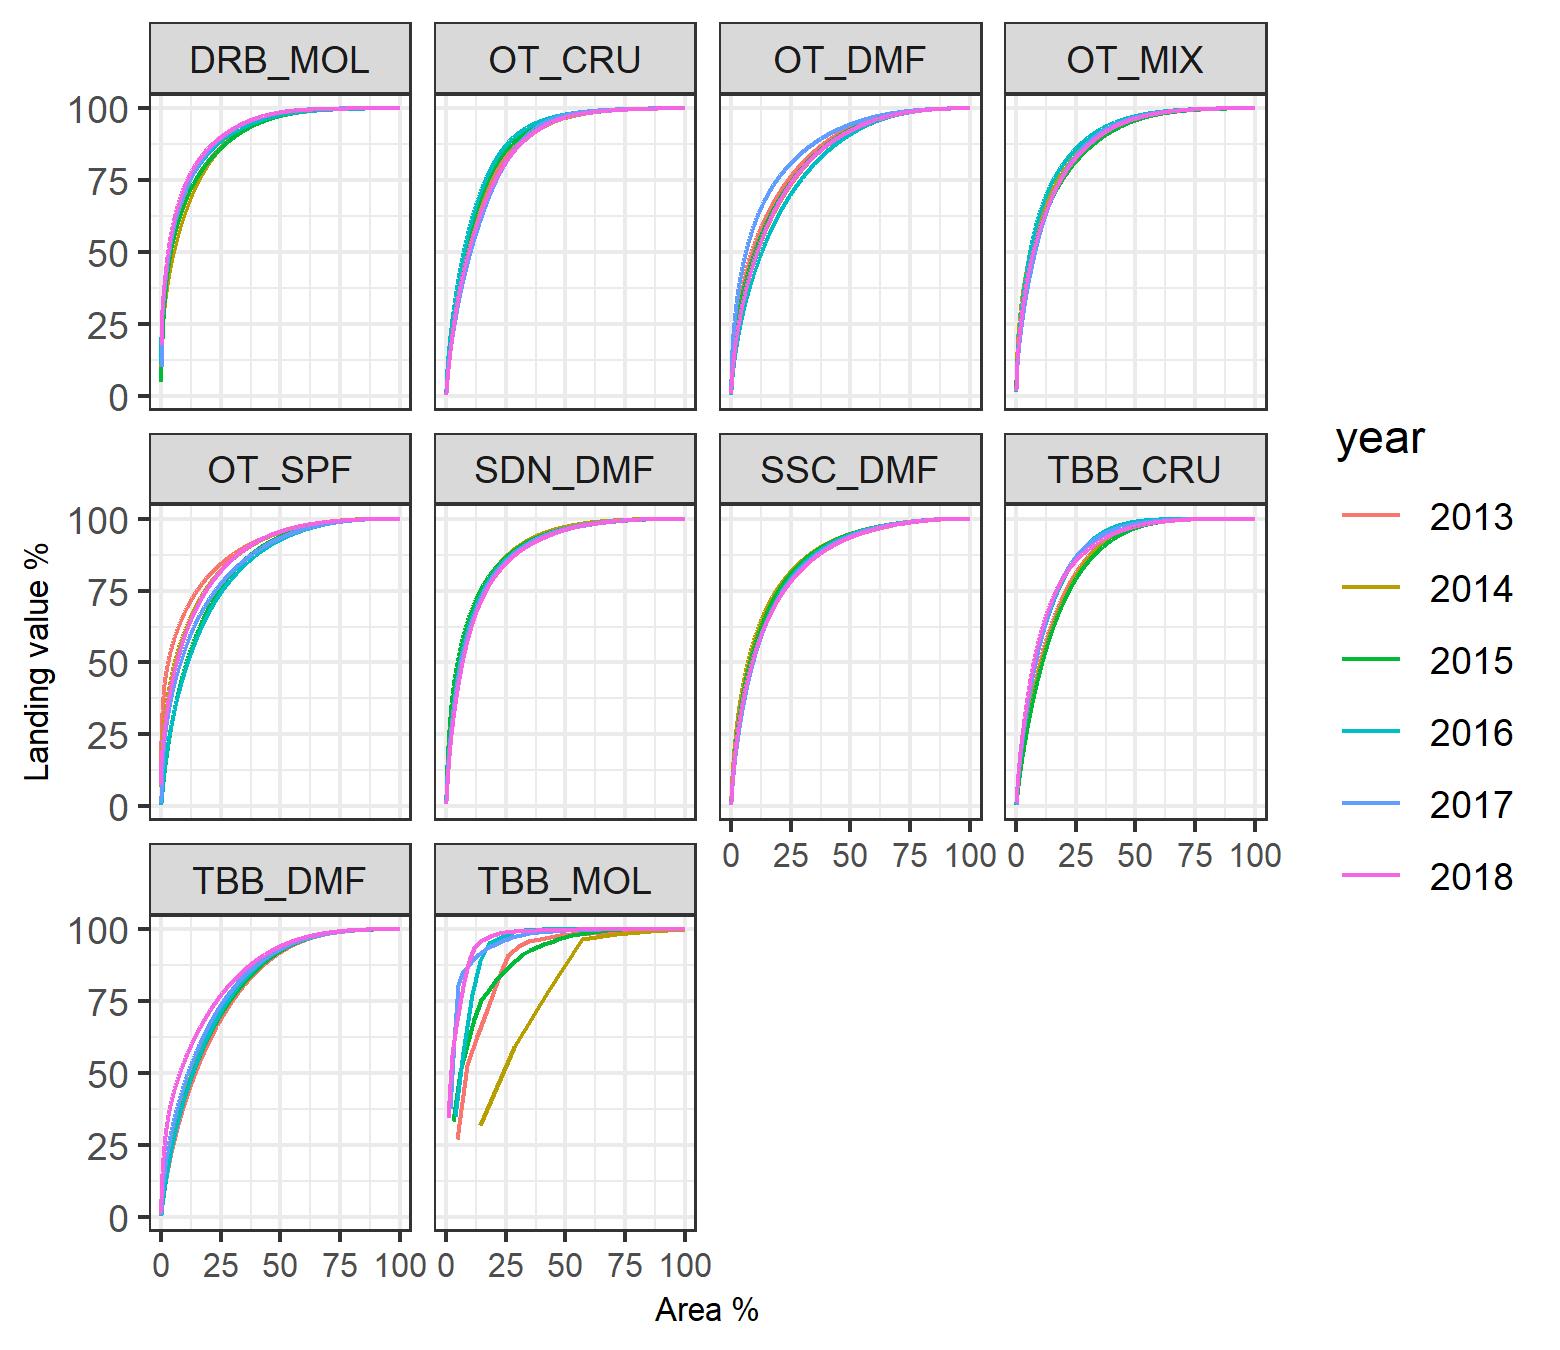 DRB_MOL OT_CRU OT_DMF OT_MIX
100
75
50
25
0
OT_SPF SDN_DMF SSC_DMF TBB_CRU
100
75
50
25
0
0 25 50 75 100 0 25 50 75 100
TBB_DMF TBB_MOL
100
75
50
25
0
0 25 50 75 100 0 25 50 75 100
Area %
Landing value %
year
2013
2014
2015
2016
2017
2018